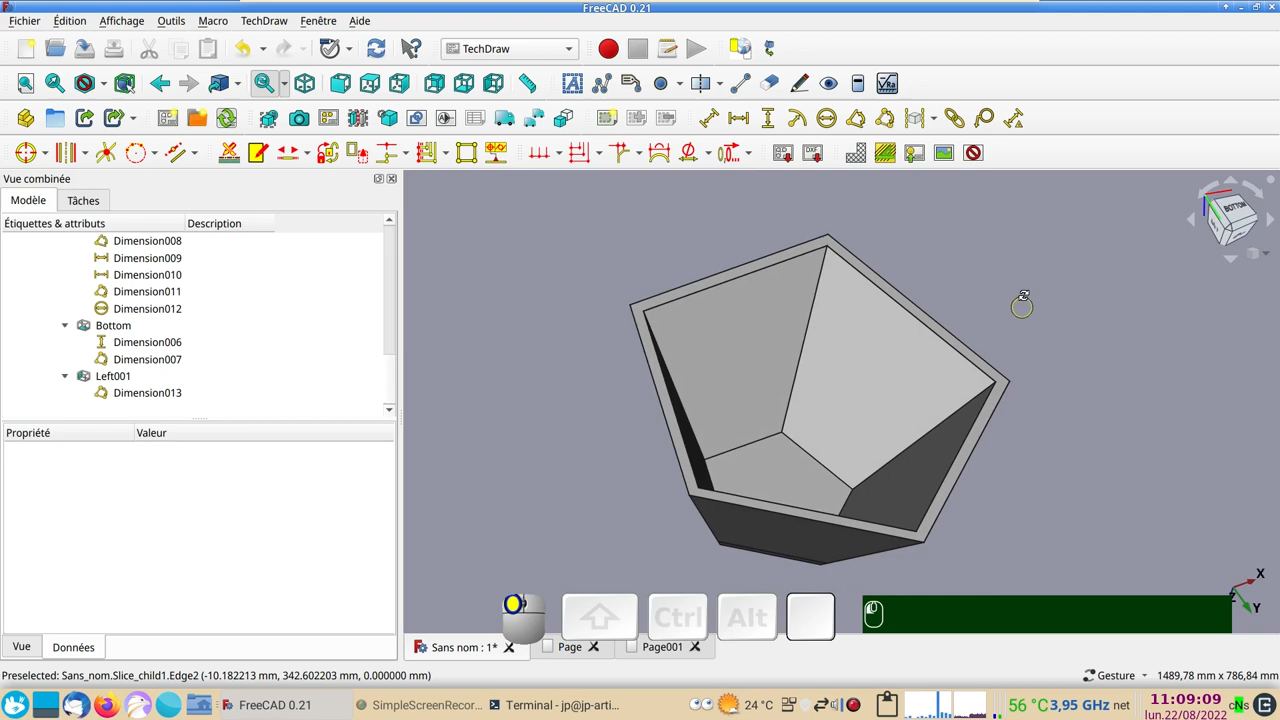 FreeCAD 0.21
Fichier Édition Affichage Outils Macro TechDraw Fenêtre Aide
TechDraw
Vue combinée
Modèle Tâches
Étiquettes & attributs Description
Dimension008
Dimension009
Dimension010
Dimension011
Dimension012
Bottom
Dimension006
Dimension007
Left001
Dimension013
Propriété Valeur
BOTTOM
X
Y
Z
Ctrl Alt
Vue Données
Sans nom : 1* Page Page001
Preselected: Sans_nom.Slice_child1.Edge2 (-10.182213 mm, 342.602203 mm, 0.000000 mm) Gesture 1489,78 mm x 786,84 mm
FreeCAD 0.21 SimpleScreenRecor... Terminal - jp@jp-arti... 24 °C 56 °C 3,95 GHz net 11:09:09 cNs
lun.22/08/2022